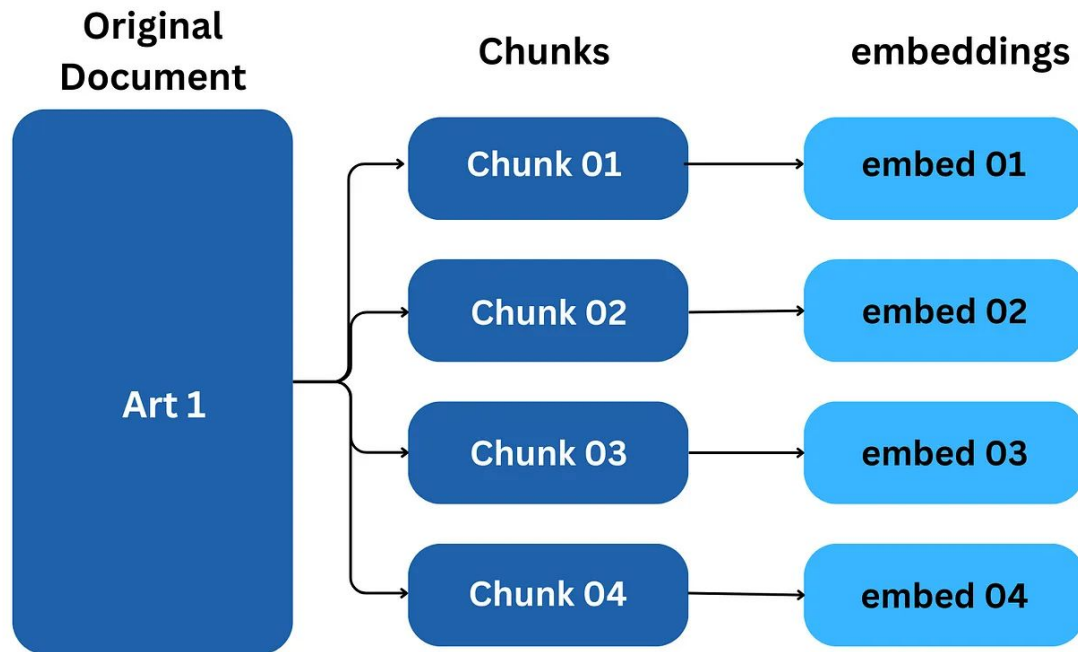 Original
Document
Chunks
embeddings
Art 1
Chunk 01
embed 01
Chunk 02
embed 02
Chunk 03
embed 03
Chunk 04
embed 04